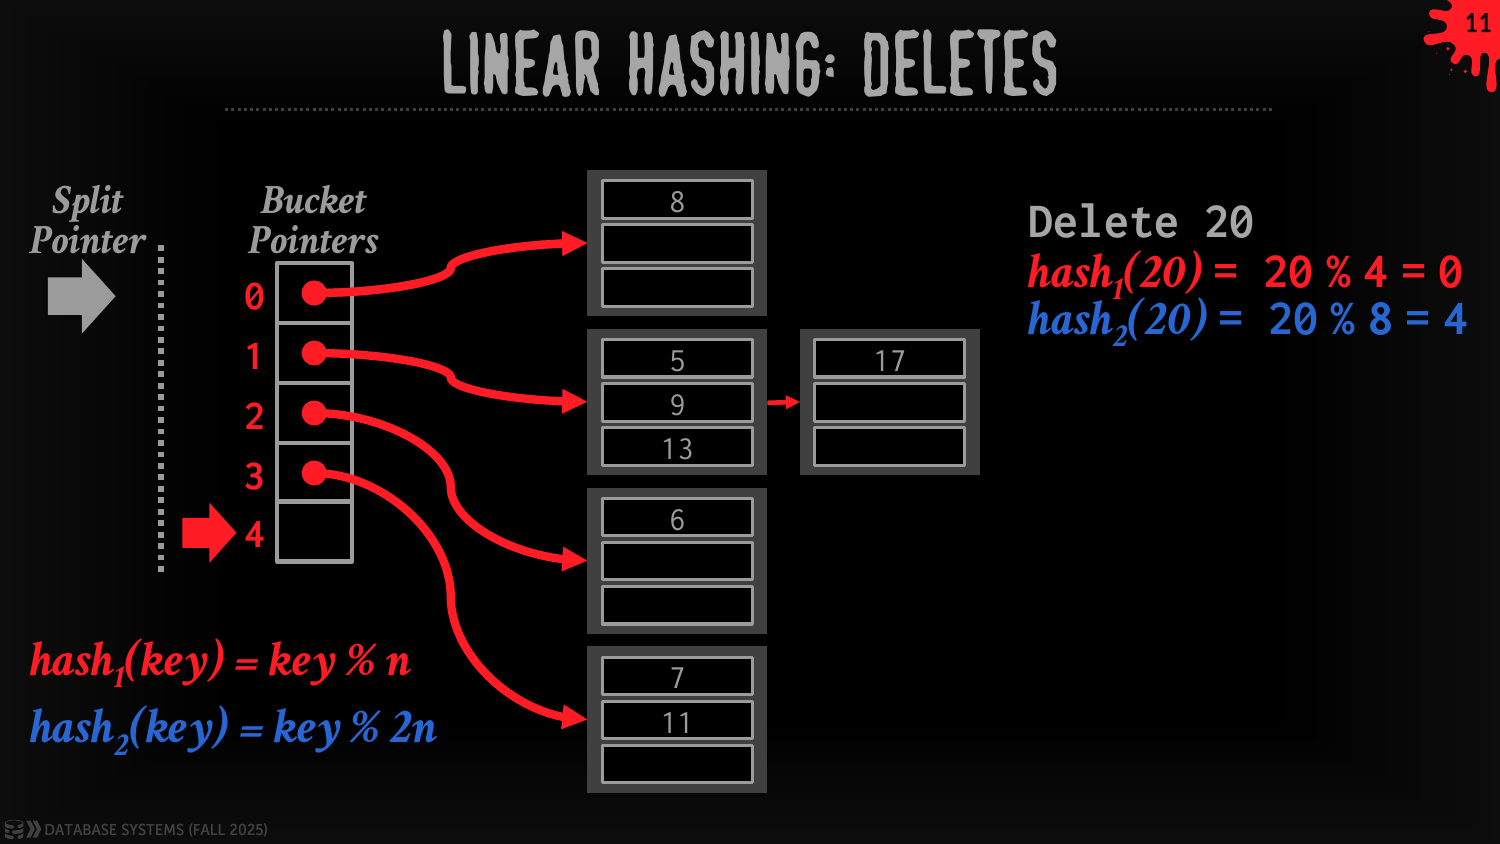 LINEAR HASHING: DELETES
11
Split
Pointer
Bucket
Pointers
0
1
2
3
4
8
5
9
13
17
6
7
11
Delete 20
hash1(20) = 20 % 4 = 0
hash2(20) = 20 % 8 = 4
hash1(key) = key % n
hash2(key) = key % 2n
DATABASE SYSTEMS (FALL 2025)